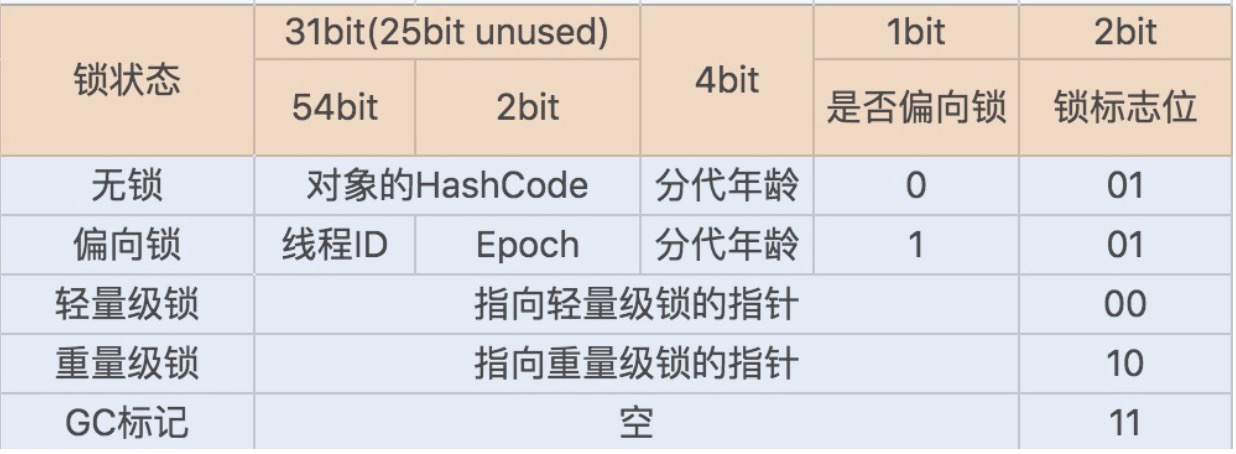 锁状态 31bit(25bit unused) 4bit 1bit 2bit
54bit 2bit 是否偏向锁 锁标志位
无锁 对象的HashCode 分代年龄 0 01
偏向锁 线程ID Epoch 分代年龄 1 01
轻量级锁 指向轻量级锁的指针 00
重量级锁 指向重量级锁的指针 10
GC标记 空 11